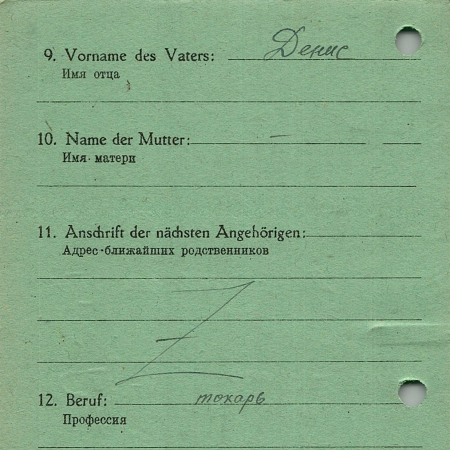 9. Vorname des Vaters: Денис
Имя отца
10. Name der Mutter: —
Имя матери
11. Anschrift der nächsten Angehörigen:
Адрес ближайших родственников
12. Beruf: токарь
Профессия